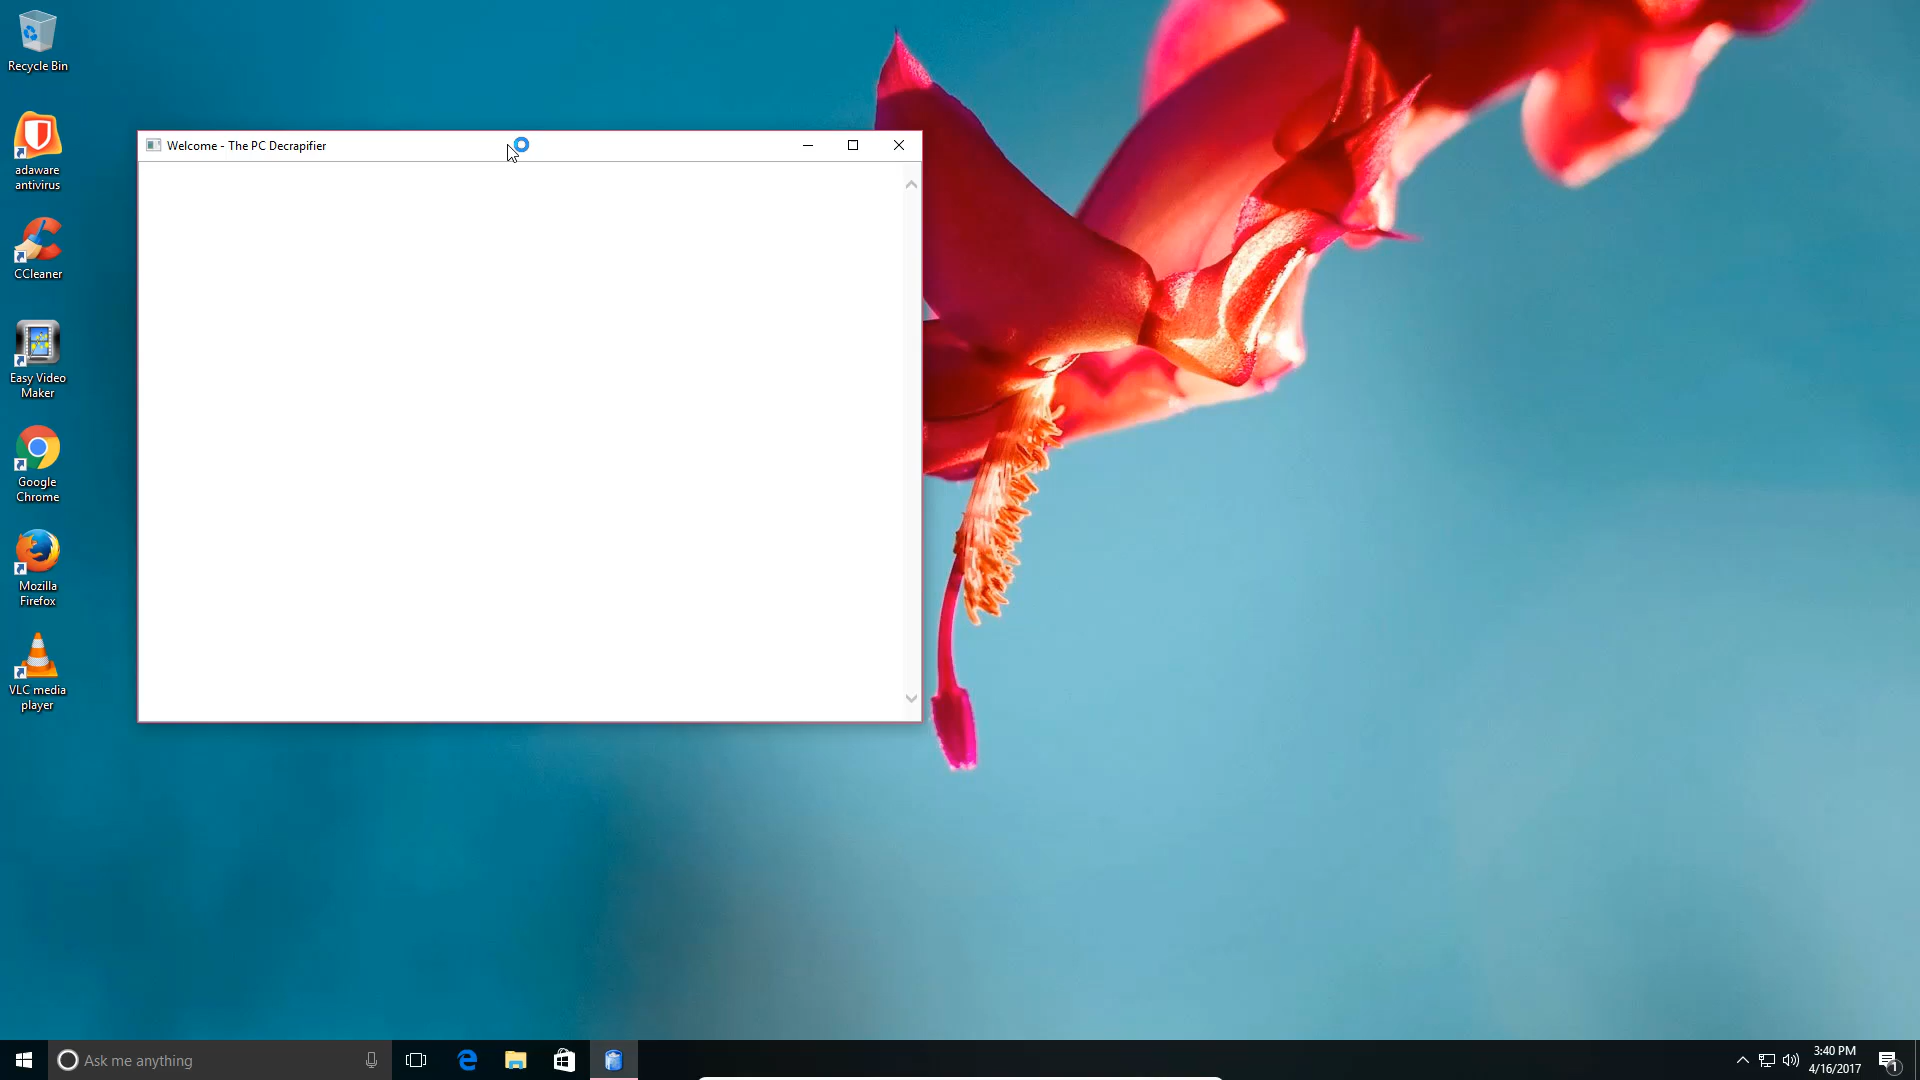 Recycle Bin
adaware
antivirus
CCleaner
Easy Video
Maker
Google
Chrome
Mozilla
Firefox
VLC media
player
Welcome - The PC Decrapifier
Ask me anything
3:40 PM
4/16/2017
1